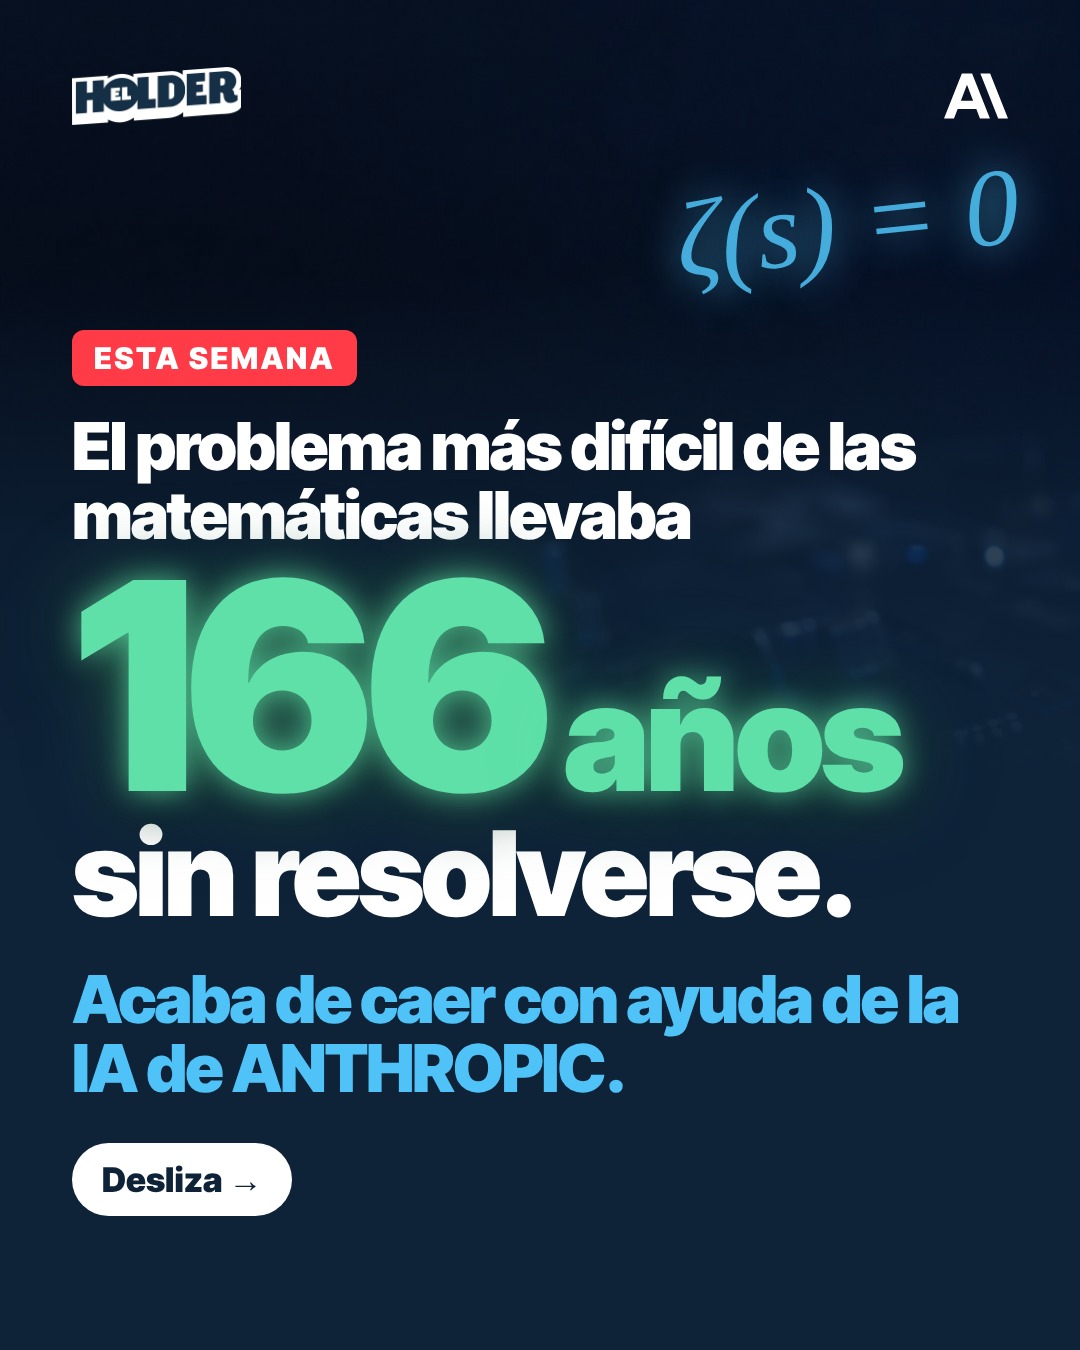 HOLDER
EL
AI
ζ(s) = 0
ESTA SEMANA
El problema más difícil de las
matemáticas llevaba
166 años
sin resolverse.
Acaba de caer con ayuda de la
IA de ANTHROPIC.
Desliza →